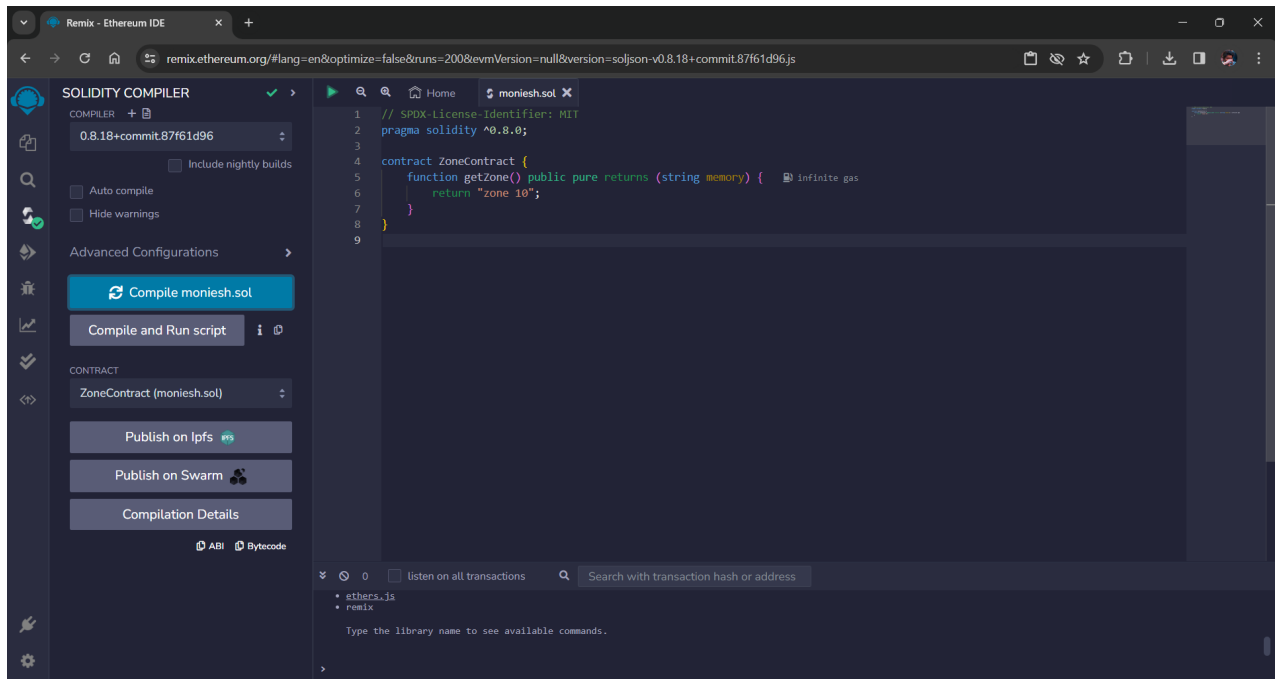 Remix - Ethereum IDE
remix.ethereum.org/#lang=en&optimize=false&runs=200&evmVersion=null&version=soljson-v0.8.18+commit.87f61d96.js
SOLIDITY COMPILER
COMPILER
0.8.18+commit.87f61d96
Include nightly builds
Auto compile
Hide warnings
Advanced Configurations
Compile moniesh.sol
Compile and Run script
CONTRACT
ZoneContract (moniesh.sol)
Publish on Ipfs IPFS
Publish on Swarm
Compilation Details
ABI Bytecode
Home moniesh.sol
1 // SPDX-License-Identifier: MIT
2 pragma solidity ^0.8.0;
3
4 contract ZoneContract {
5 function getZone() public pure returns (string memory) { infinite gas
6 return "zone 10";
7 }
8 }
9
0 listen on all transactions Search with transaction hash or address
• ethers.js
• remix
Type the library name to see available commands.
>